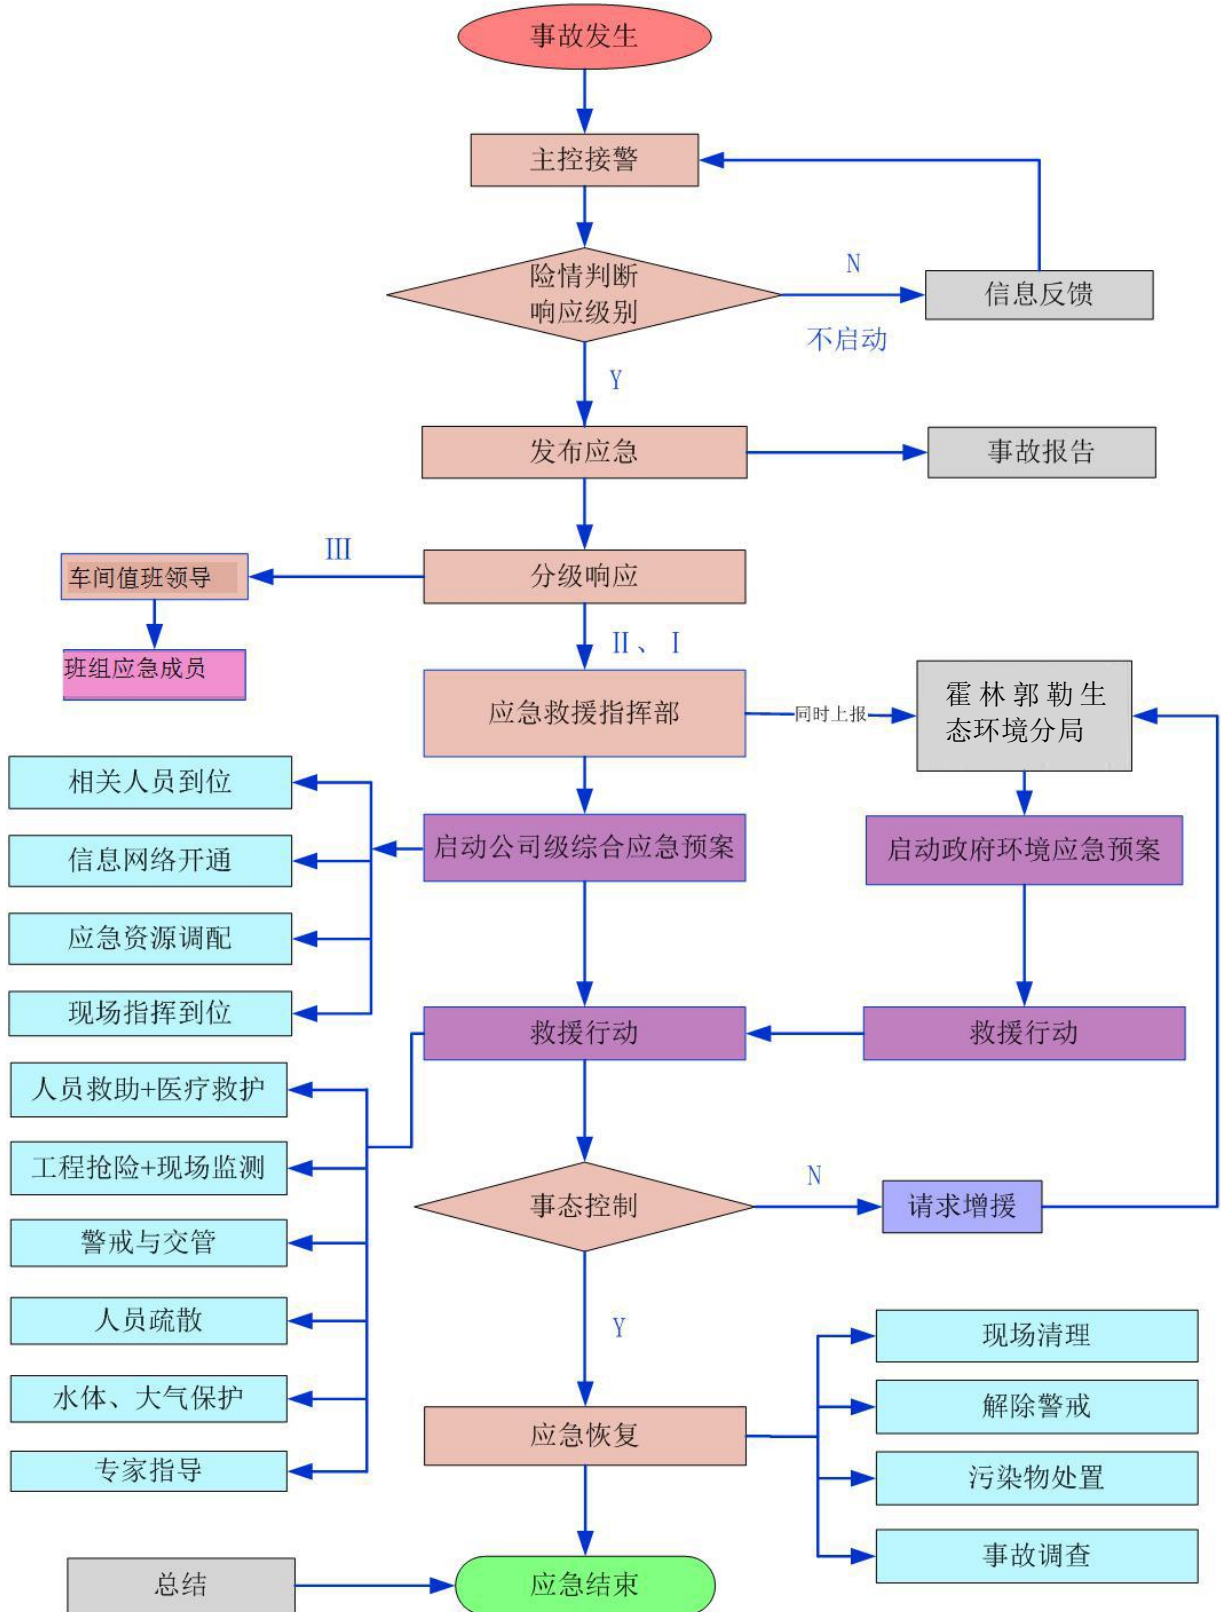 事故发生
主控接警
险情判断
响应级别
N
不启动
信息反馈
Y
发布应急
事故报告
分级响应
III
车间值班领导
班组应急成员
II、I
应急救援指挥部
同时上报
霍林郭勒生
态环境分局
启动公司级综合应急预案
启动政府环境应急预案
相关人员到位
信息网络开通
应急资源调配
现场指挥到位
救援行动
救援行动
人员救助+医疗救护
工程抢险+现场监测
警戒与交管
人员疏散
水体、大气保护
专家指导
事态控制
N
请求增援
Y
应急恢复
现场清理
解除警戒
污染物处置
事故调查
总结
应急结束